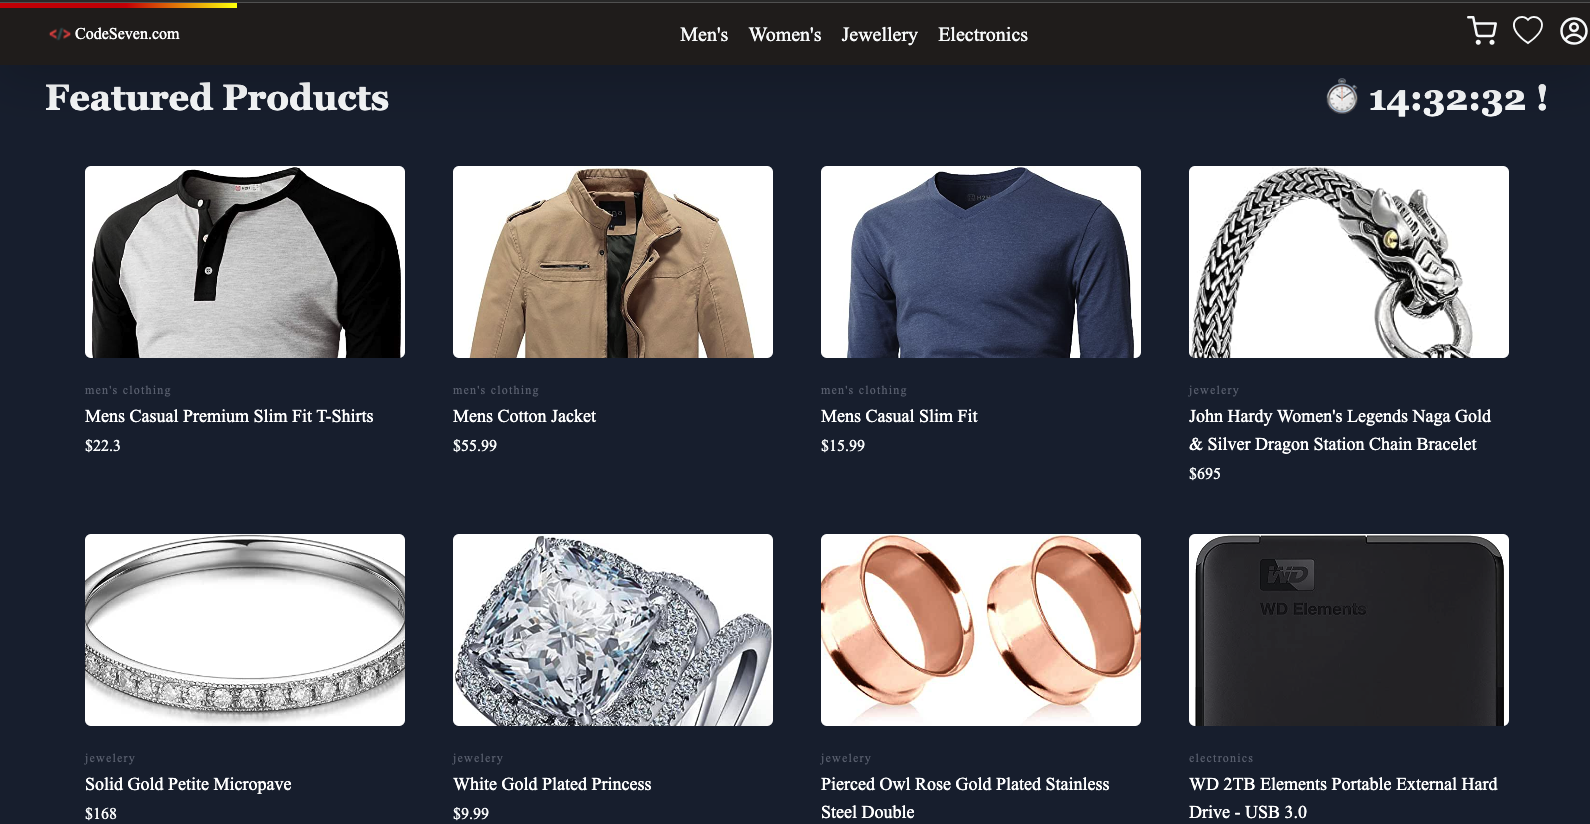 </> CodeSeven.com
Men's Women's Jewellery Electronics
Featured Products
14:32:32 !
men's clothing
Mens Casual Premium Slim Fit T-Shirts
$22.3
men's clothing
Mens Cotton Jacket
$55.99
men's clothing
Mens Casual Slim Fit
$15.99
jewelery
John Hardy Women's Legends Naga Gold
& Silver Dragon Station Chain Bracelet
$695
WD
WD Elements
jewelery
Solid Gold Petite Micropave
$168
jewelery
White Gold Plated Princess
$9.99
jewelery
Pierced Owl Rose Gold Plated Stainless
Steel Double
electronics
WD 2TB Elements Portable External Hard
Drive - USB 3.0